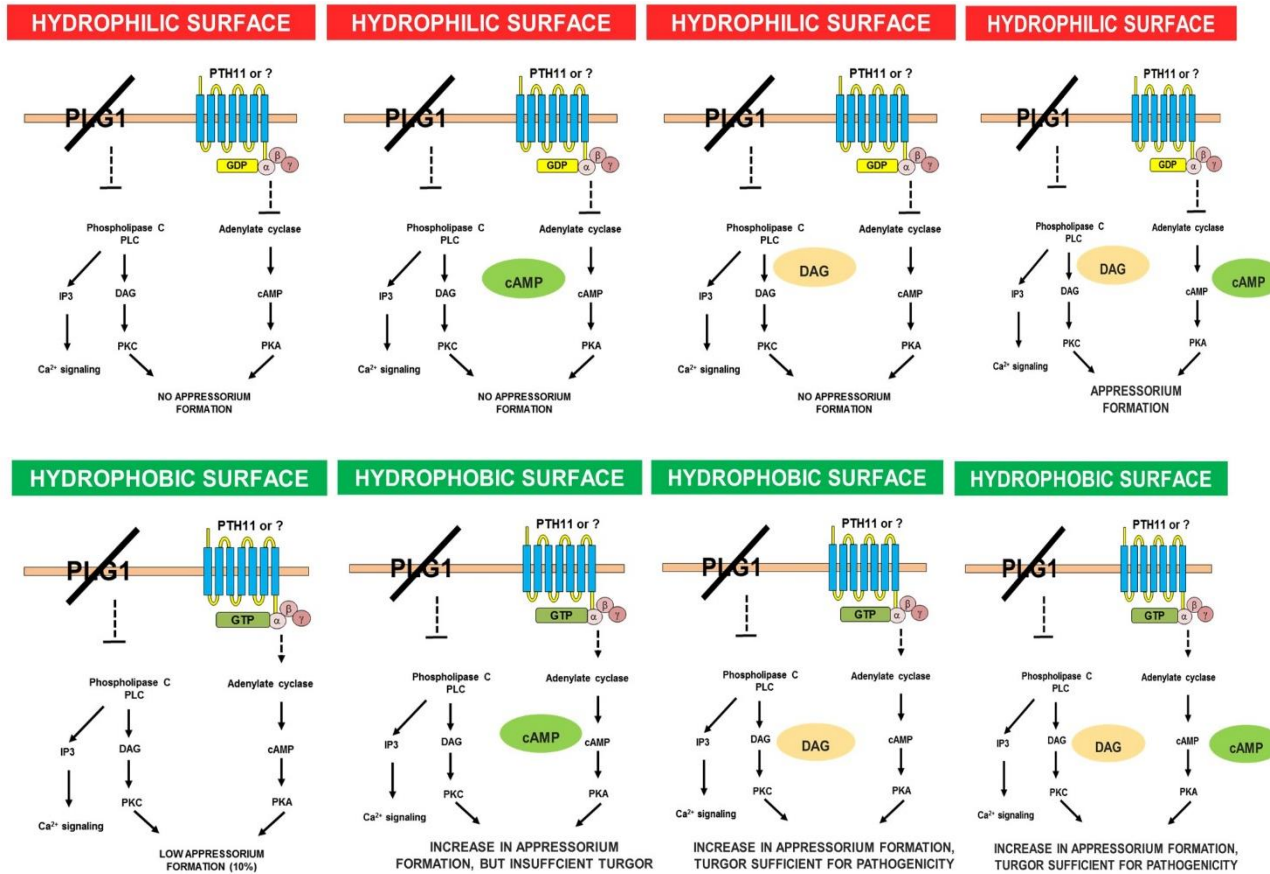 HYDROPHILIC SURFACE
PTH11 or ?
PLG1
GDP
α
β
γ
Phospholipase C
PLC
Adenylate cyclase
IP3
DAG
cAMP
PKC
PKA
Ca²⁺ signaling
NO APPRESSORIUM
FORMATION
HYDROPHILIC SURFACE
PTH11 or ?
PLG1
GDP
α
β
γ
Phospholipase C
PLC
Adenylate cyclase
cAMP
IP3
DAG
cAMP
PKC
PKA
Ca²⁺ signaling
NO APPRESSORIUM
FORMATION
HYDROPHILIC SURFACE
PTH11 or ?
PLG1
GDP
α
β
γ
Phospholipase C
PLC
Adenylate cyclase
DAG
IP3
DAG
cAMP
PKC
PKA
Ca²⁺ signaling
NO APPRESSORIUM
FORMATION
HYDROPHILIC SURFACE
PTH11 or ?
PLG1
GDP
α
β
γ
Phospholipase C
PLC
Adenylate cyclase
DAG
cAMP
IP3
DAG
cAMP
PKC
PKA
Ca²⁺ signaling
APPRESSORIUM
FORMATION
HYDROPHOBIC SURFACE
PTH11 or ?
PLG1
GTP
α
β
γ
Phospholipase C
PLC
Adenylate cyclase
IP3
DAG
cAMP
PKC
PKA
Ca²⁺ signaling
LOW APPRESSORIUM
FORMATION (10%)
HYDROPHOBIC SURFACE
PTH11 or ?
PLG1
GTP
α
β
γ
Phospholipase C
PLC
Adenylate cyclase
cAMP
IP3
DAG
cAMP
PKC
PKA
Ca²⁺ signaling
INCREASE IN APPRESSORIUM
FORMATION, BUT INSUFFCIENT TURGOR
HYDROPHOBIC SURFACE
PTH11 or ?
PLG1
GTP
α
β
γ
Phospholipase C
PLC
Adenylate cyclase
IP3
DAG
DAG
cAMP
PKC
PKA
Ca²⁺ signaling
INCREASE IN APPRESSORIUM FORMATION,
TURGOR SUFFICIENT FOR PATHOGENICITY
HYDROPHOBIC SURFACE
PTH11 or ?
PLG1
GTP
α
β
γ
Phospholipase C
PLC
Adenylate cyclase
IP3
DAG
DAG
cAMP
cAMP
PKC
PKA
Ca²⁺ signaling
INCREASE IN APPRESSORIUM FORMATION,
TURGOR SUFFICIENT FOR PATHOGENICITY